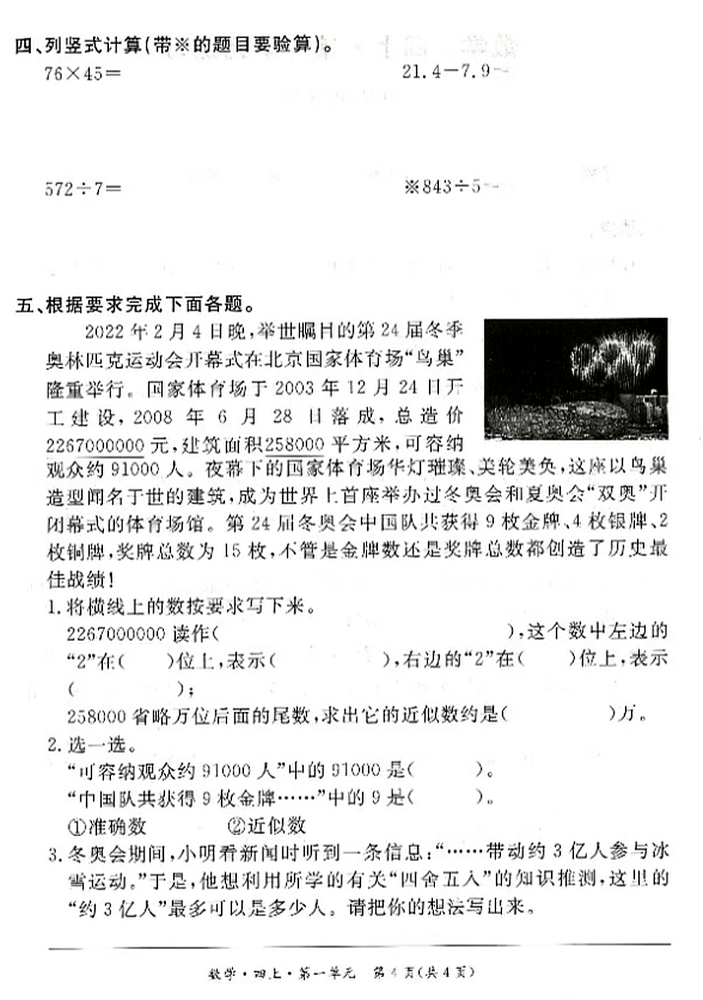 四、列竖式计算(带※的题目要验算)。
76×45=
21.4-7.9=
572÷7=
※843÷5=
五、根据要求完成下面各题。
2022年2月4日晚,举世瞩目的第24届冬季
奥林匹克运动会开幕式在北京国家体育场“鸟巢”
隆重举行。国家体育场于2003年12月24日开
工建设,2008年6月28日落成,总造价
2267000000元,建筑面积258000平方米,可容纳
观众约91000人。夜幕下的国家体育场华灯璀璨、美轮美奂,这座以鸟巢
造型闻名于世的建筑,成为世界上首座举办过冬奥会和夏奥会“双奥”开
闭幕式的体育场馆。第24届冬奥会中国队共获得9枚金牌、4枚银牌、2
枚铜牌,奖牌总数为15枚,不管是金牌数还是奖牌总数都创造了历史最
佳战绩!
1.将横线上的数按要求写下来。
2267000000读作( ),这个数中左边的
“2”在( )位上,表示( ),右边的“2”在( )位上,表示
( );
258000省略万位后面的尾数,求出它的近似数约是( )万。
2.选一选。
“可容纳观众约91000人”中的91000是( )。
“中国队共获得9枚金牌……”中的9是( )。
①准确数 ②近似数
3.冬奥会期间,小明看新闻时听到一条信息:“……带动约3亿人参与冰
雪运动。”于是,他想利用所学的有关“四舍五入”的知识推测,这里的
“约3亿人”最多可以是多少人。请把你的想法写出来。
数学·四上·第一单元 第4页(共4页)